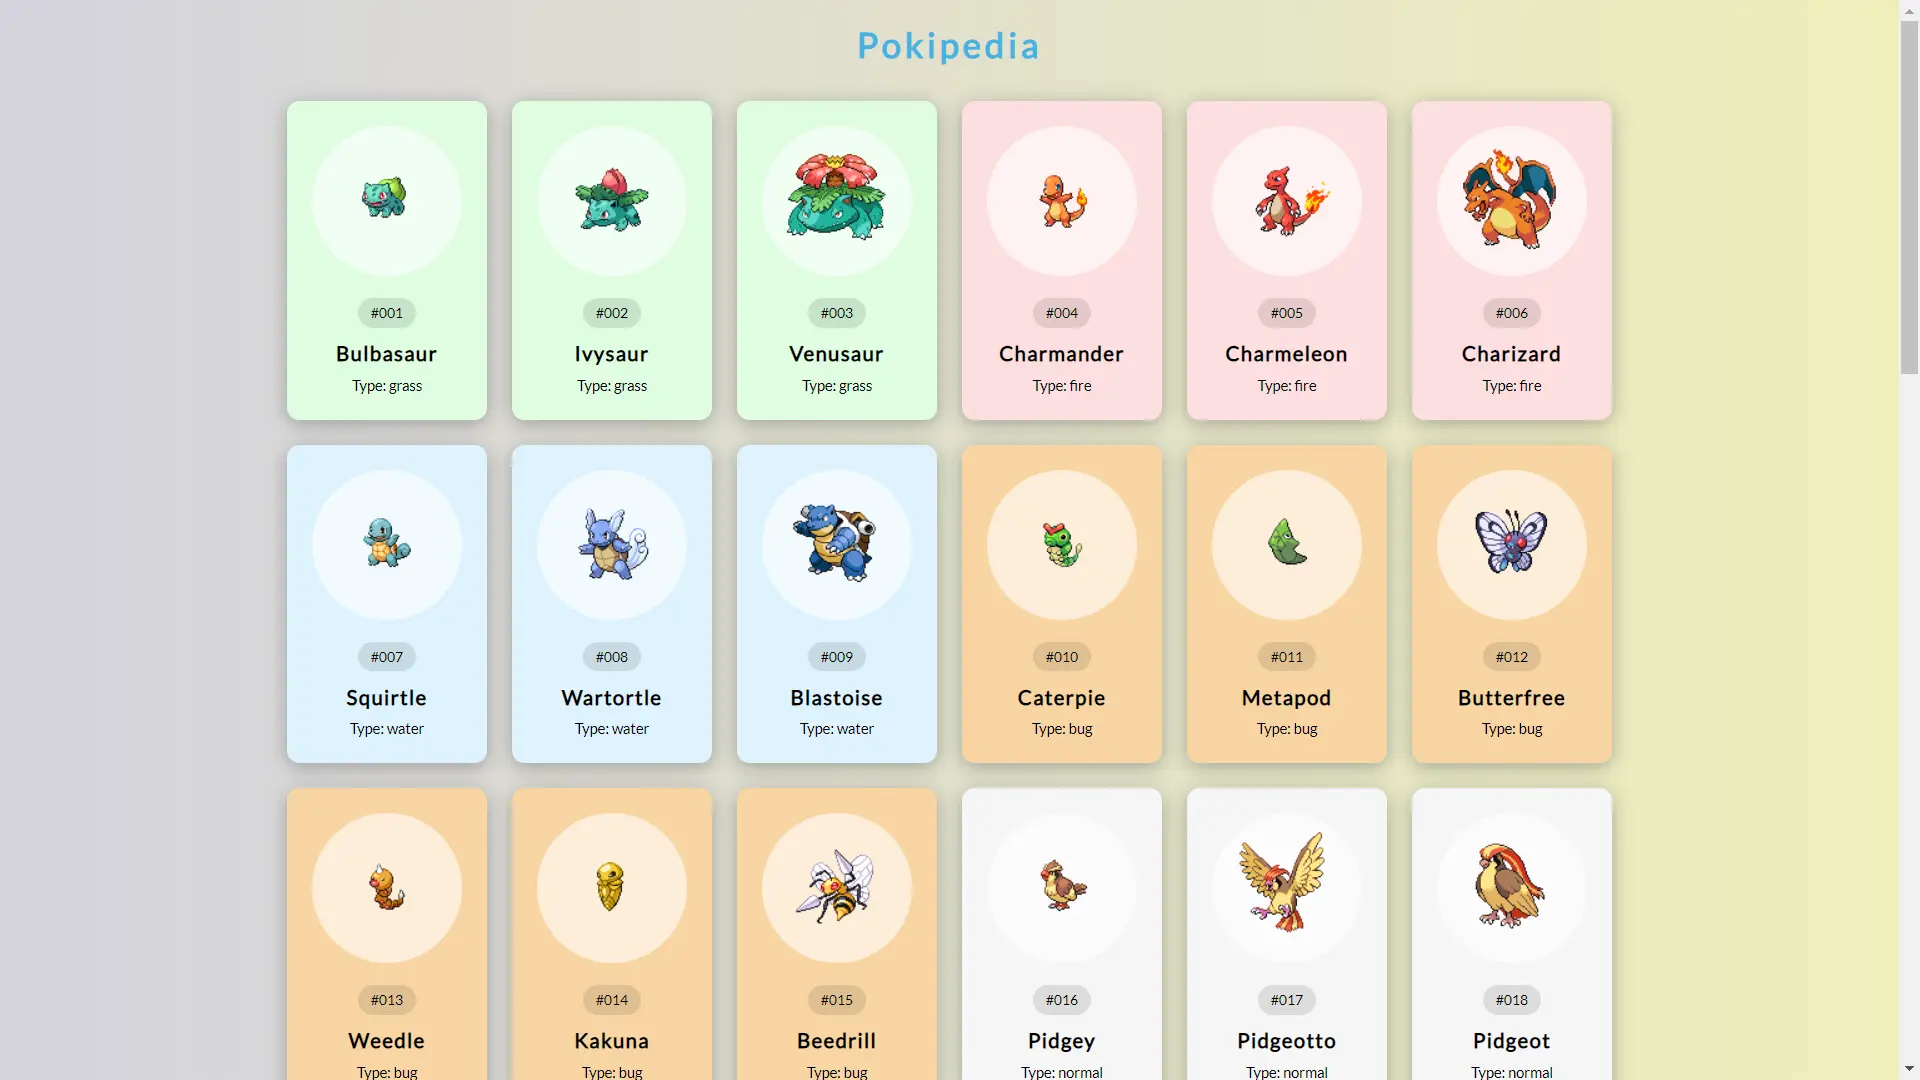 Pokipedia
#001 #002 #003 #004 #005 #006
Bulbasaur Ivysaur Venusaur Charmander Charmeleon Charizard
Type: grass Type: grass Type: grass Type: fire Type: fire Type: fire
#007 #008 #009 #010 #011 #012
Squirtle Wartortle Blastoise Caterpie Metapod Butterfree
Type: water Type: water Type: water Type: bug Type: bug Type: bug
#013 #014 #015 #016 #017 #018
Weedle Kakuna Beedrill Pidgey Pidgeotto Pidgeot
Type: bug Type: bug Type: bug Type: normal Type: normal Type: normal